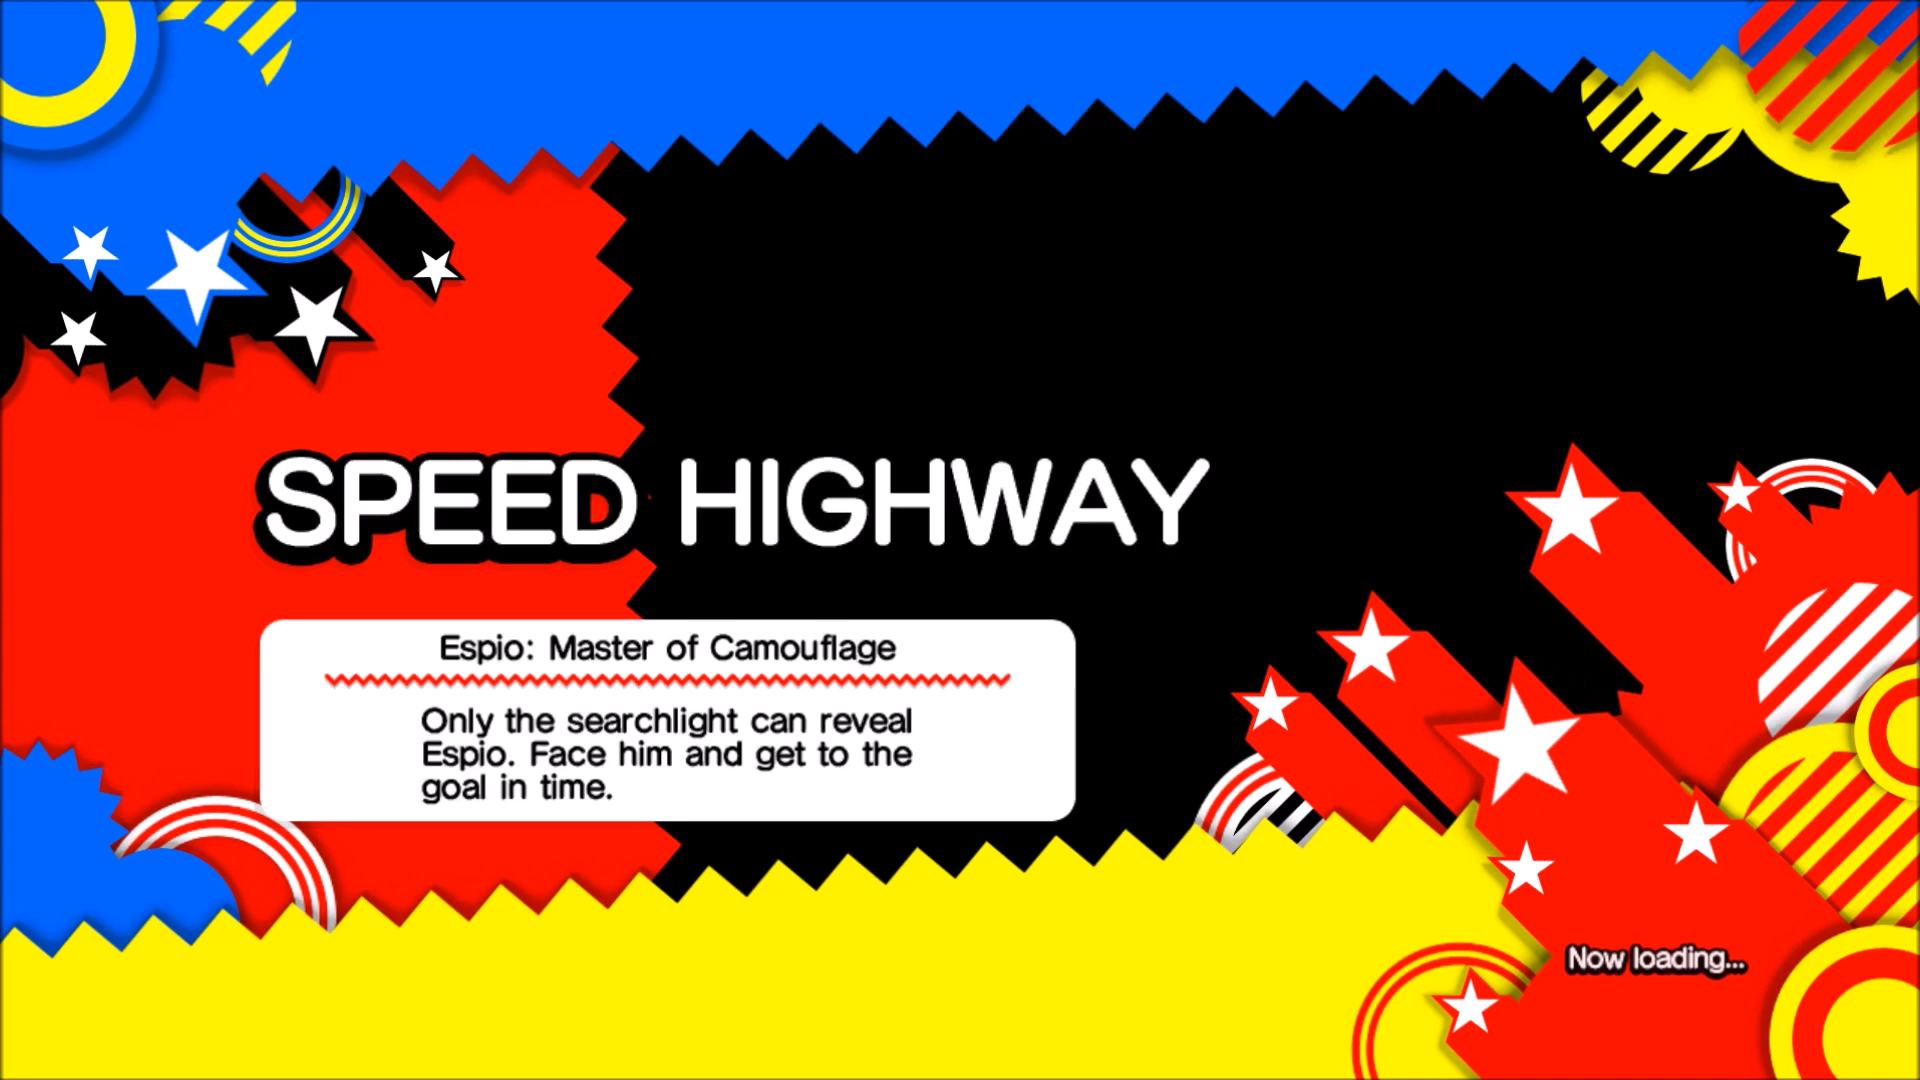 SPEED HIGHWAY
Espio: Master of Camouflage
Only the searchlight can reveal
Espio. Face him and get to the
goal in time.
Now loading...